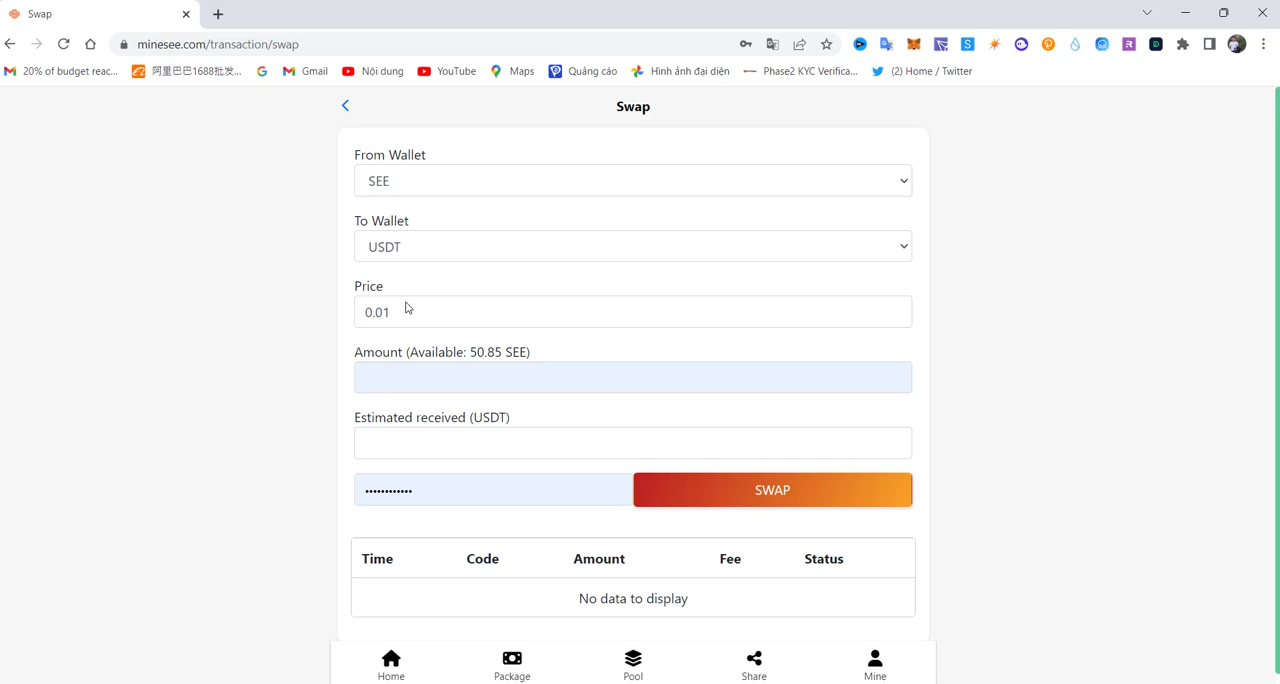 Swap
minesee.com/transaction/swap
20% of budget reac...
阿里巴巴1688批发...
Gmail
Nội dung
YouTube
Maps
Quảng cáo
Hình ảnh đại diện
Phase2 KYC Verifica...
(2) Home / Twitter
Swap
From Wallet
SEE
To Wallet
USDT
Price
0.01
Amount (Available: 50.85 SEE)
Estimated received (USDT)
••••••••••••
SWAP
Time Code Amount Fee Status
No data to display
Home Package Pool Share Mine